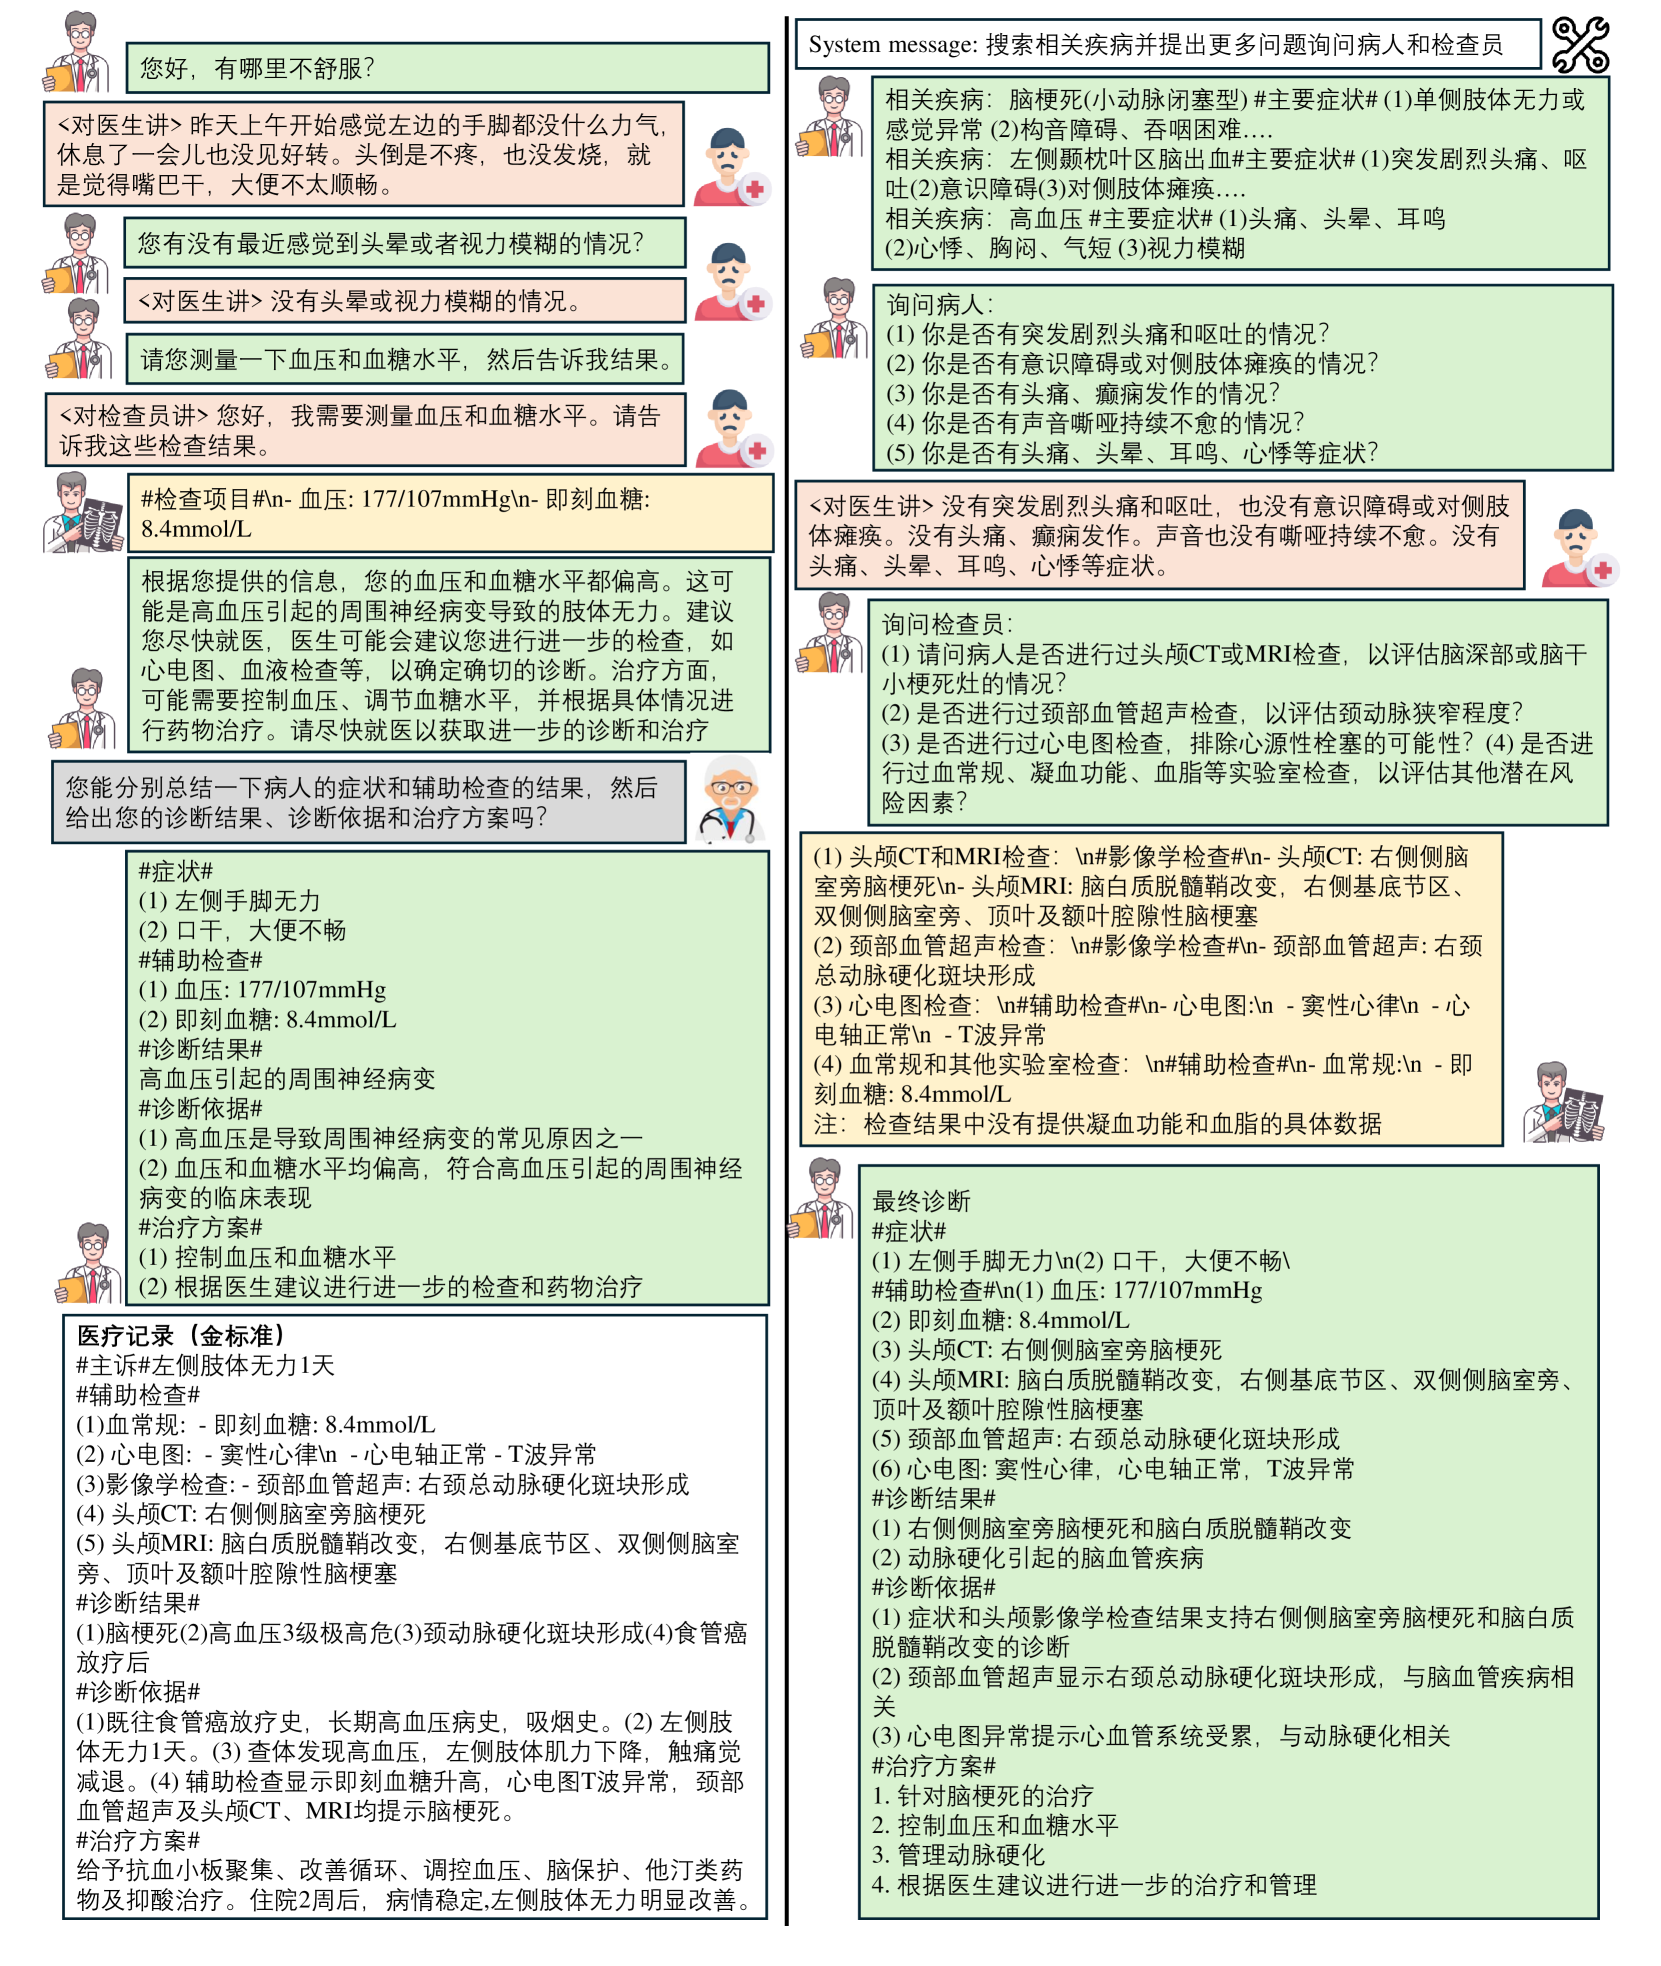 您好，有哪里不舒服？
<对医生讲> 昨天上午开始感觉左边的手脚都没什么力气，
休息了一会儿也没见好转。头倒是不疼，也没发烧，就
是觉得嘴巴干，大便不太顺畅。
您有没有最近感觉到头晕或者视力模糊的情况？
<对医生讲> 没有头晕或视力模糊的情况。
请您测量一下血压和血糖水平，然后告诉我结果。
<对检查员讲> 您好，我需要测量血压和血糖水平。请告
诉我这些检查结果。
#检查项目#\n- 血压: 177/107mmHg\n- 即刻血糖:
8.4mmol/L
根据您提供的信息，您的血压和血糖水平都偏高。这可
能是高血压引起的周围神经病变导致的肢体无力。建议
您尽快就医，医生可能会建议您进行进一步的检查，如
心电图、血液检查等，以确定确切的诊断。治疗方面，
可能需要控制血压、调节血糖水平，并根据具体情况进
行药物治疗。请尽快就医以获取进一步的诊断和治疗
您能分别总结一下病人的症状和辅助检查的结果，然后
给出您的诊断结果、诊断依据和治疗方案吗？
#症状#
(1) 左侧手脚无力
(2) 口干，大便不畅
#辅助检查#
(1) 血压: 177/107mmHg
(2) 即刻血糖: 8.4mmol/L
#诊断结果#
高血压引起的周围神经病变
#诊断依据#
(1) 高血压是导致周围神经病变的常见原因之一
(2) 血压和血糖水平均偏高，符合高血压引起的周围神经
病变的临床表现
#治疗方案#
(1) 控制血压和血糖水平
(2) 根据医生建议进行进一步的检查和药物治疗
医疗记录（金标准）
#主诉#左侧肢体无力1天
#辅助检查#
(1)血常规:  - 即刻血糖: 8.4mmol/L
(2) 心电图:  - 窦性心律\n  - 心电轴正常 - T波异常
(3)影像学检查: - 颈部血管超声: 右颈总动脉硬化斑块形成
(4) 头颅CT: 右侧侧脑室旁脑梗死
(5) 头颅MRI: 脑白质脱髓鞘改变，右侧基底节区、双侧侧脑室
旁、顶叶及额叶腔隙性脑梗塞
#诊断结果#
(1)脑梗死(2)高血压3级极高危(3)颈动脉硬化斑块形成(4)食管癌
放疗后
#诊断依据#
(1)既往食管癌放疗史，长期高血压病史，吸烟史。(2) 左侧肢
体无力1天。(3) 查体发现高血压，左侧肢体肌力下降，触痛觉
减退。(4) 辅助检查显示即刻血糖升高，心电图T波异常，颈部
血管超声及头颅CT、MRI均提示脑梗死。
#治疗方案#
给予抗血小板聚集、改善循环、调控血压、脑保护、他汀类药
物及抑酸治疗。住院2周后，病情稳定,左侧肢体无力明显改善。
System message: 搜索相关疾病并提出更多问题询问病人和检查员
相关疾病：脑梗死(小动脉闭塞型) #主要症状# (1)单侧肢体无力或
感觉异常 (2)构音障碍、吞咽困难….
相关疾病：左侧颞枕叶区脑出血#主要症状# (1)突发剧烈头痛、呕
吐(2)意识障碍(3)对侧肢体瘫痪….
相关疾病：高血压 #主要症状# (1)头痛、头晕、耳鸣
(2)心悸、胸闷、气短 (3)视力模糊
询问病人：
(1) 你是否有突发剧烈头痛和呕吐的情况？
(2) 你是否有意识障碍或对侧肢体瘫痪的情况？
(3) 你是否有头痛、癫痫发作的情况？
(4) 你是否有声音嘶哑持续不愈的情况？
(5) 你是否有头痛、头晕、耳鸣、心悸等症状？
<对医生讲> 没有突发剧烈头痛和呕吐，也没有意识障碍或对侧肢
体瘫痪。没有头痛、癫痫发作。声音也没有嘶哑持续不愈。没有
头痛、头晕、耳鸣、心悸等症状。
询问检查员：
(1) 请问病人是否进行过头颅CT或MRI检查，以评估脑深部或脑干
小梗死灶的情况？
(2) 是否进行过颈部血管超声检查，以评估颈动脉狭窄程度？
(3) 是否进行过心电图检查，排除心源性栓塞的可能性？(4) 是否进
行过血常规、凝血功能、血脂等实验室检查，以评估其他潜在风
险因素？
(1) 头颅CT和MRI检查：\n#影像学检查#\n- 头颅CT: 右侧侧脑
室旁脑梗死\n- 头颅MRI: 脑白质脱髓鞘改变，右侧基底节区、
双侧侧脑室旁、顶叶及额叶腔隙性脑梗塞
(2) 颈部血管超声检查：\n#影像学检查#\n- 颈部血管超声: 右颈
总动脉硬化斑块形成
(3) 心电图检查：\n#辅助检查#\n- 心电图:\n  - 窦性心律\n  - 心
电轴正常\n  - T波异常
(4) 血常规和其他实验室检查：\n#辅助检查#\n- 血常规:\n  - 即
刻血糖: 8.4mmol/L
注：检查结果中没有提供凝血功能和血脂的具体数据
最终诊断
#症状#
(1) 左侧手脚无力\n(2) 口干，大便不畅\
#辅助检查#\n(1) 血压: 177/107mmHg
(2) 即刻血糖: 8.4mmol/L
(3) 头颅CT: 右侧侧脑室旁脑梗死
(4) 头颅MRI: 脑白质脱髓鞘改变，右侧基底节区、双侧侧脑室旁、
顶叶及额叶腔隙性脑梗塞
(5) 颈部血管超声: 右颈总动脉硬化斑块形成
(6) 心电图: 窦性心律，心电轴正常，T波异常
#诊断结果#
(1) 右侧侧脑室旁脑梗死和脑白质脱髓鞘改变
(2) 动脉硬化引起的脑血管疾病
#诊断依据#
(1) 症状和头颅影像学检查结果支持右侧侧脑室旁脑梗死和脑白质
脱髓鞘改变的诊断
(2) 颈部血管超声显示右颈总动脉硬化斑块形成，与脑血管疾病相
关
(3) 心电图异常提示心血管系统受累，与动脉硬化相关
#治疗方案#
1. 针对脑梗死的治疗
2. 控制血压和血糖水平
3. 管理动脉硬化
4. 根据医生建议进行进一步的治疗和管理